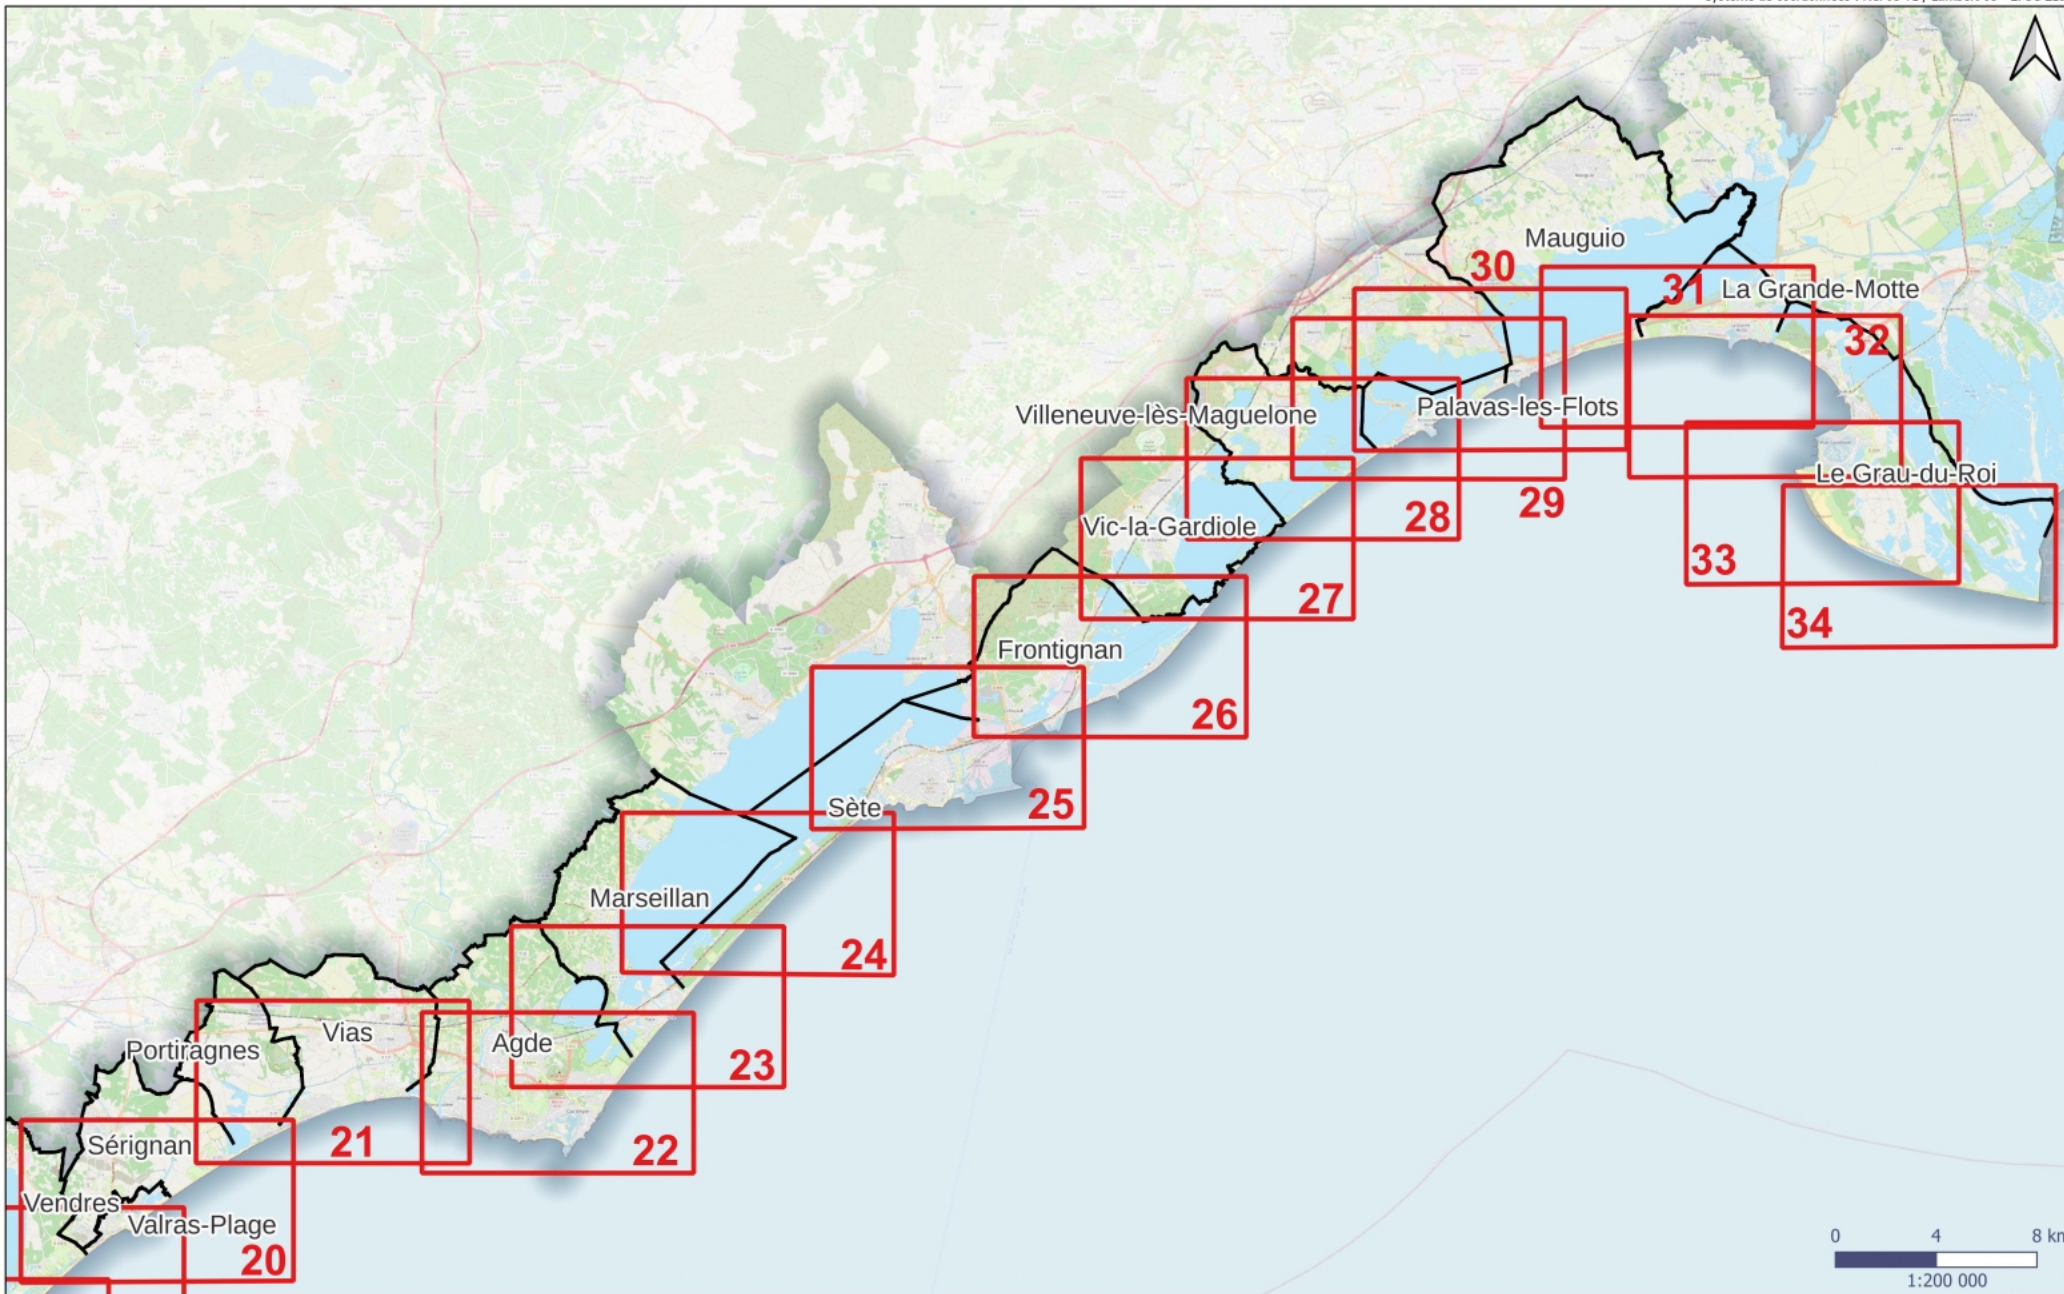 Mauguio
30
31
La Grande-Motte
32
Villeneuve-lès-Maguelone
Palavas-les-Flots
Le Grau-du-Roi
28
29
Vic-la-Gardiole
33
27
34
Frontignan
26
25
Sète
Marseillan
24
Vias
Agde
Portiragnes
23
21
22
Sérignan
Vendres
Valras-Plage
20
0 4 8 km
1:200 000